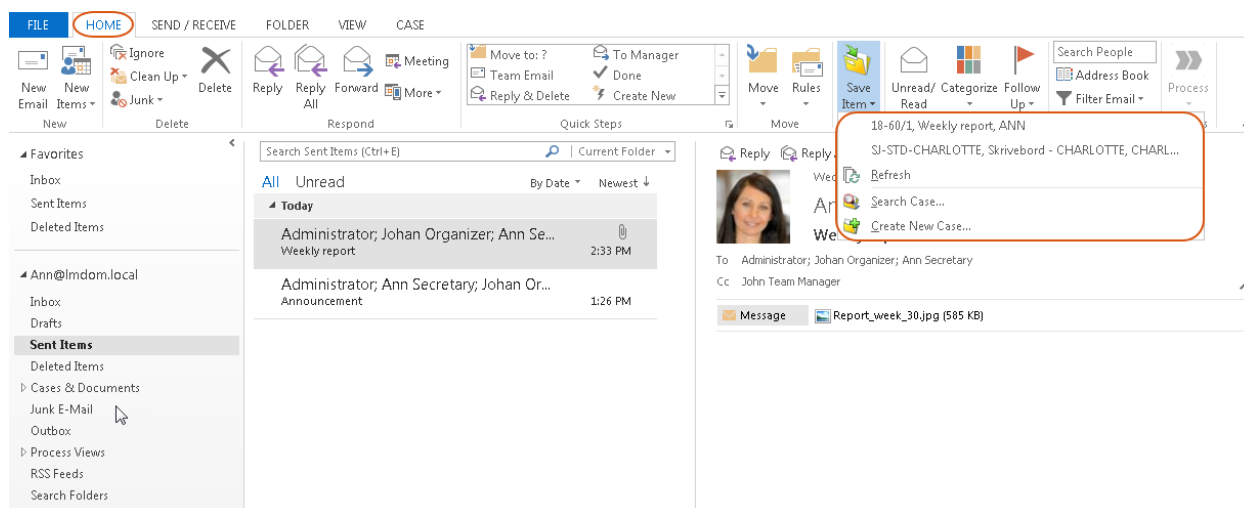 FILE HOME SEND / RECEIVE FOLDER VIEW CASE
New Email
New Items
Ignore
Clean Up
Junk
Delete
Reply
Reply All
Forward
Meeting
More
Move to: ?
Team Email
Reply & Delete
To Manager
Done
Create New
Move
Rules
Save Item
Unread/ Read
Categorize
Follow Up
Search People
Address Book
Filter Email
Process
New Delete Respond Quick Steps Move
18-60/1, Weekly report, ANN
SJ-STD-CHARLOTTE, Skrivebord - CHARLOTTE, CHARL...
Refresh
Search Case...
Create New Case...
Favorites
Inbox
Sent Items
Deleted Items
Ann@lmdom.local
Inbox
Drafts
Sent Items
Deleted Items
Cases & Documents
Junk E-Mail
Outbox
Process Views
RSS Feeds
Search Folders
Search Sent Items (Ctrl+E) Current Folder
All Unread By Date Newest
Today
Administrator; Johan Organizer; Ann Se...
Weekly report 2:33 PM
Administrator; Ann Secretary; Johan Or...
Announcement 1:26 PM
Reply Reply
To Administrator; Johan Organizer; Ann Secretary
Cc John Team Manager
Message Report_week_30.jpg (585 KB)